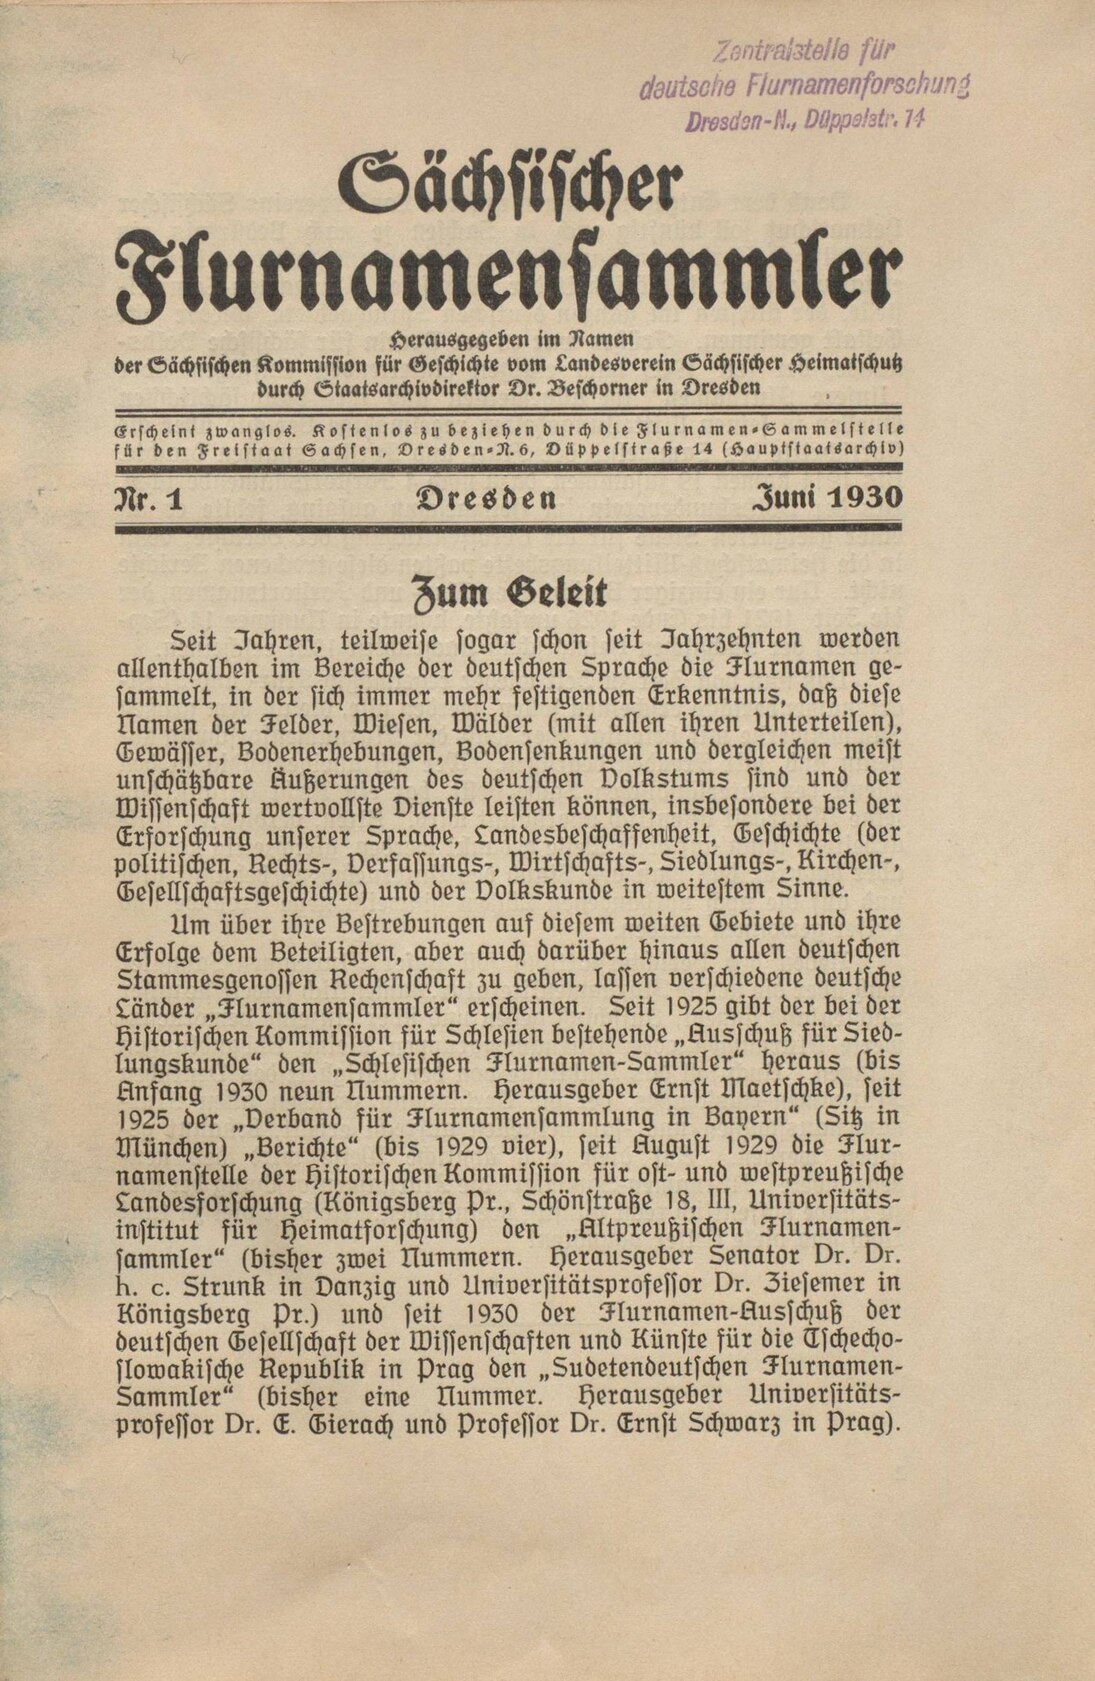 Zentralstelle für
deutsche Flurnamenforschung
Dresden-N., Düppelstr. 14
Sächsischer
Flurnamensammler
Herausgegeben im Namen
der Sächsischen Kommission für Geschichte vom Landesverein Sächsischer Heimatschutz
durch Staatsarchivdirektor Dr. Beschorner in Dresden
Erscheint zwanglos. Kostenlos zu beziehen durch die Flurnamen-Sammelstelle
für den Freistaat Sachsen, Dresden-N. 6, Düppelstraße 14 (Hauptstaatsarchiv)
Nr. 1 Dresden Juni 1930
Zum Geleit
Seit Jahren, teilweise sogar schon seit Jahrzehnten werden
allenthalben im Bereiche der deutschen Sprache die Flurnamen ge-
sammelt, in der sich immer mehr festigenden Erkenntnis, daß diese
Namen der Felder, Wiesen, Wälder (mit allen ihren Unterteilen),
Gewässer, Bodenerhebungen, Bodensenkungen und dergleichen meist
unschätzbare Äußerungen des deutschen Volkstums sind und der
Wissenschaft wertvollste Dienste leisten können, insbesondere bei der
Erforschung unserer Sprache, Landesbeschaffenheit, Geschichte (der
politischen, Rechts-, Verfassungs-, Wirtschafts-, Siedlungs-, Kirchen-,
Gesellschaftsgeschichte) und der Volkskunde in weitestem Sinne.
Um über ihre Bestrebungen auf diesem weiten Gebiete und ihre
Erfolge dem Beteiligten, aber auch darüber hinaus allen deutschen
Stammesgenossen Rechenschaft zu geben, lassen verschiedene deutsche
Länder „Flurnamensammler“ erscheinen. Seit 1925 gibt der bei der
Historischen Kommission für Schlesien bestehende „Ausschuß für Sied-
lungskunde“ den „Schlesischen Flurnamen-Sammler“ heraus (bis
Anfang 1930 neun Nummern. Herausgeber Ernst Maetschke), seit
1925 der „Verband für Flurnamensammlung in Bayern“ (Sitz in
München) „Berichte“ (bis 1929 vier), seit August 1929 die Flur-
namenstelle der Historischen Kommission für ost- und westpreußische
Landesforschung (Königsberg Pr., Schönstraße 18, III, Universitäts-
institut für Heimatforschung) den „Altpreußischen Flurnamen-
sammler“ (bisher zwei Nummern. Herausgeber Senator Dr. Dr.
h. c. Strunk in Danzig und Universitätsprofessor Dr. Ziesemer in
Königsberg Pr.) und seit 1930 der Flurnamen-Ausschuß der
deutschen Gesellschaft der Wissenschaften und Künste für die Tschecho-
slowakische Republik in Prag den „Sudetendeutschen Flurnamen-
Sammler“ (bisher eine Nummer. Herausgeber Universitäts-
professor Dr. E. Gierach und Professor Dr. Ernst Schwarz in Prag).